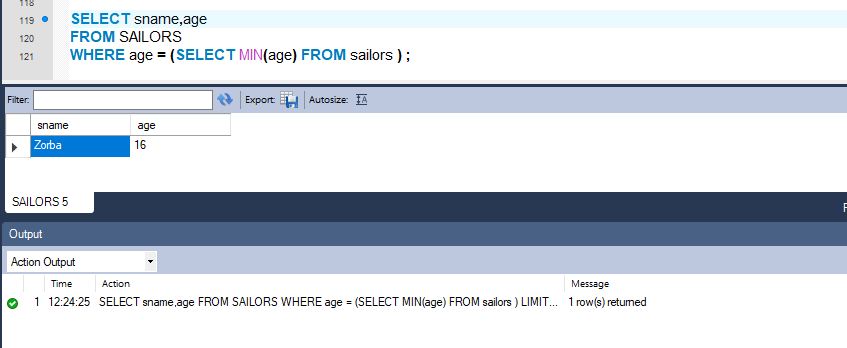 118
119 SELECT sname,age
120 FROM SAILORS
121 WHERE age = (SELECT MIN(age) FROM sailors ) ;
Filter: Export: Autosize:
sname age
Zorba 16
SAILORS 5
Output
Action Output
Time Action Message
1 12:24:25 SELECT sname,age FROM SAILORS WHERE age = (SELECT MIN(age) FROM sailors ) LIMIT... 1 row(s) returned